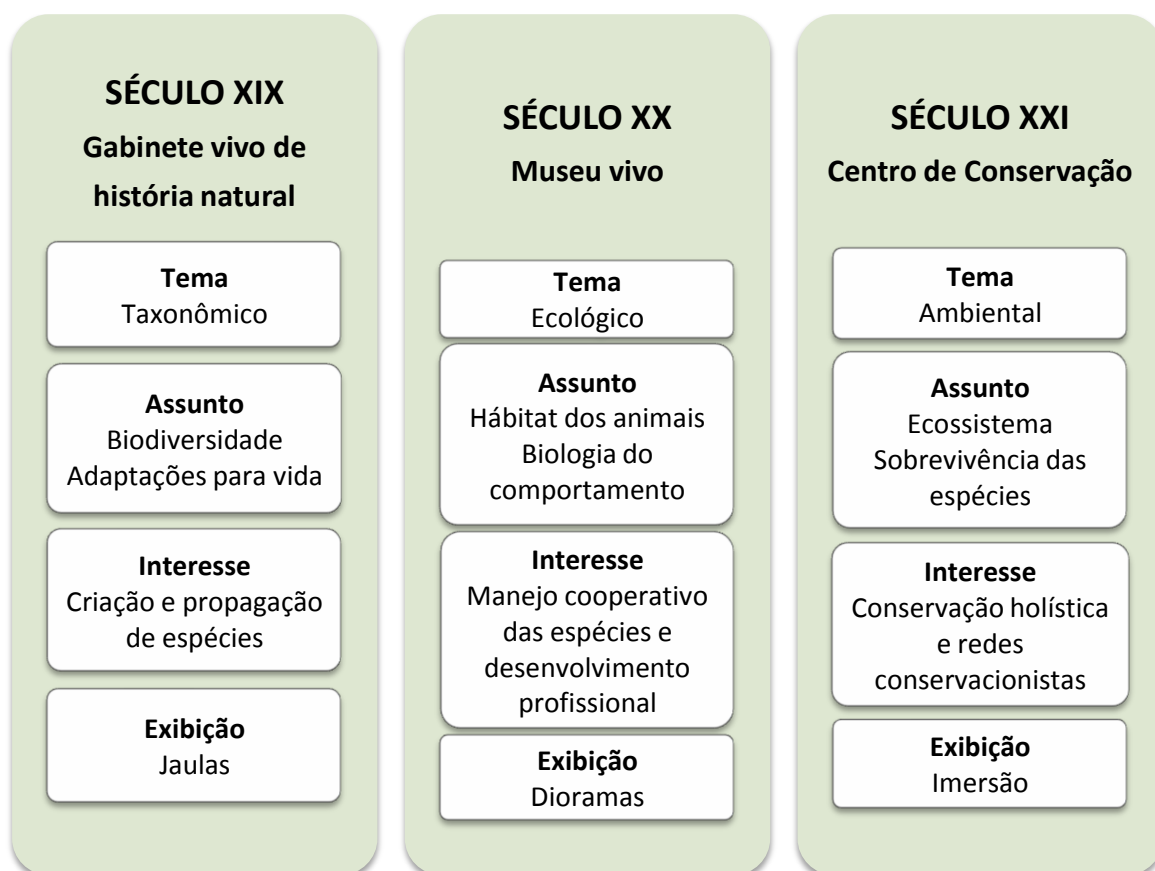 SÉCULO XIX
Gabinete vivo de
história natural
Tema
Taxonômico
Assunto
Biodiversidade
Adaptações para vida
Interesse
Criação e propagação
de espécies
Exibição
Jaulas
SÉCULO XX
Museu vivo
Tema
Ecológico
Assunto
Hábitat dos animais
Biologia do
comportamento
Interesse
Manejo cooperativo
das espécies e
desenvolvimento
profissional
Exibição
Dioramas
SÉCULO XXI
Centro de Conservação
Tema
Ambiental
Assunto
Ecossistema
Sobrevivência das
espécies
Interesse
Conservação holística
e redes
conservacionistas
Exibição
Imersão